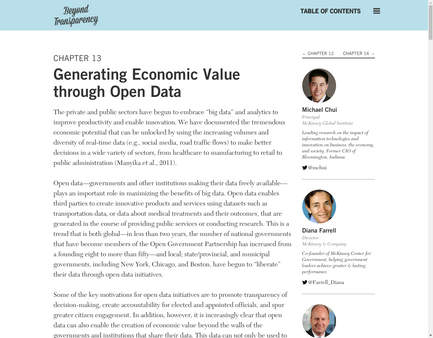 Beyond
Transparency
TABLE OF CONTENTS
← CHAPTER 12
CHAPTER 14 →
CHAPTER 13
Generating Economic Value
through Open Data
The private and public sectors have begun to embrace “big data” and analytics to
improve productivity and enable innovation. We have documented the tremendous
economic potential that can be unlocked by using the increasing volumes and
diversity of real-time data (e.g., social media, road traffic flows) to make better
decisions in a wide variety of sectors, from healthcare to manufacturing to retail to
public administration (Manyika et al., 2011).
Open data—governments and other institutions making their data freely available—
plays an important role in maximizing the benefits of big data. Open data enables
third parties to create innovative products and services using datasets such as
transportation data, or data about medical treatments and their outcomes, that are
generated in the course of providing public services or conducting research. This is a
trend that is both global—in less than two years, the number of national governments
that have become members of the Open Government Partnership has increased from
a founding eight to more than fifty—and local; state/provincial, and municipal
governments, including New York, Chicago, and Boston, have begun to “liberate”
their data through open data initiatives.
Some of the key motivations for open data initiatives are to promote transparency of
decision-making, create accountability for elected and appointed officials, and spur
greater citizen engagement. In addition, however, it is increasingly clear that open
data can also enable the creation of economic value beyond the walls of the
governments and institutions that share their data. This data can not only be used to
Michael Chui
Principal
McKinsey Global Institute
Leading research on the impact of
information technologies and
innovation on business, the economy,
and society. Former CIO of
Bloomington, Indiana
@mchui
Diana Farrell
Director
McKinsey & Company
Co-founder of McKinsey Center for
Government, helping government
leaders achieve greater & lasting
performance
@Farrell_Diana